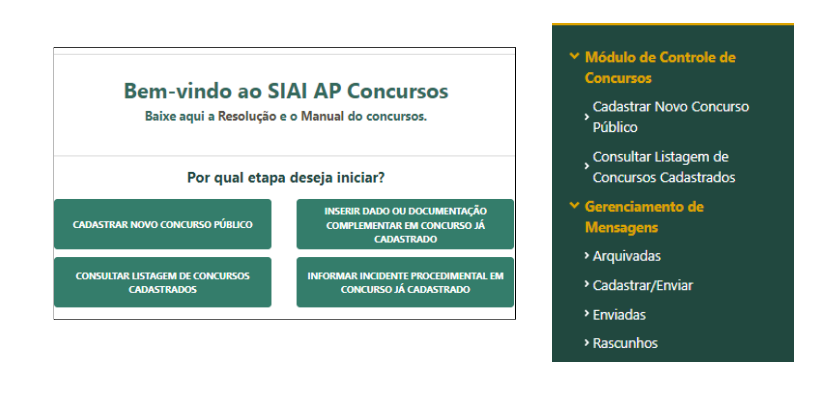 Bem-vindo ao SIAI AP Concursos
Baixe aqui a Resolução e o Manual do concursos.
Por qual etapa deseja iniciar?
CADASTRAR NOVO CONCURSO PÚBLICO
INSERIR DADO OU DOCUMENTAÇÃO
COMPLEMENTAR EM CONCURSO JÁ
CADASTRADO
CONSULTAR LISTAGEM DE CONCURSOS
CADASTRADOS
INFORMAR INCIDENTE PROCEDIMENTAL EM
CONCURSO JÁ CADASTRADO
Módulo de Controle de
Concursos
Cadastrar Novo Concurso
Público
Consultar Listagem de
Concursos Cadastrados
Gerenciamento de
Mensagens
Arquivadas
Cadastrar/Enviar
Enviadas
Rascunhos